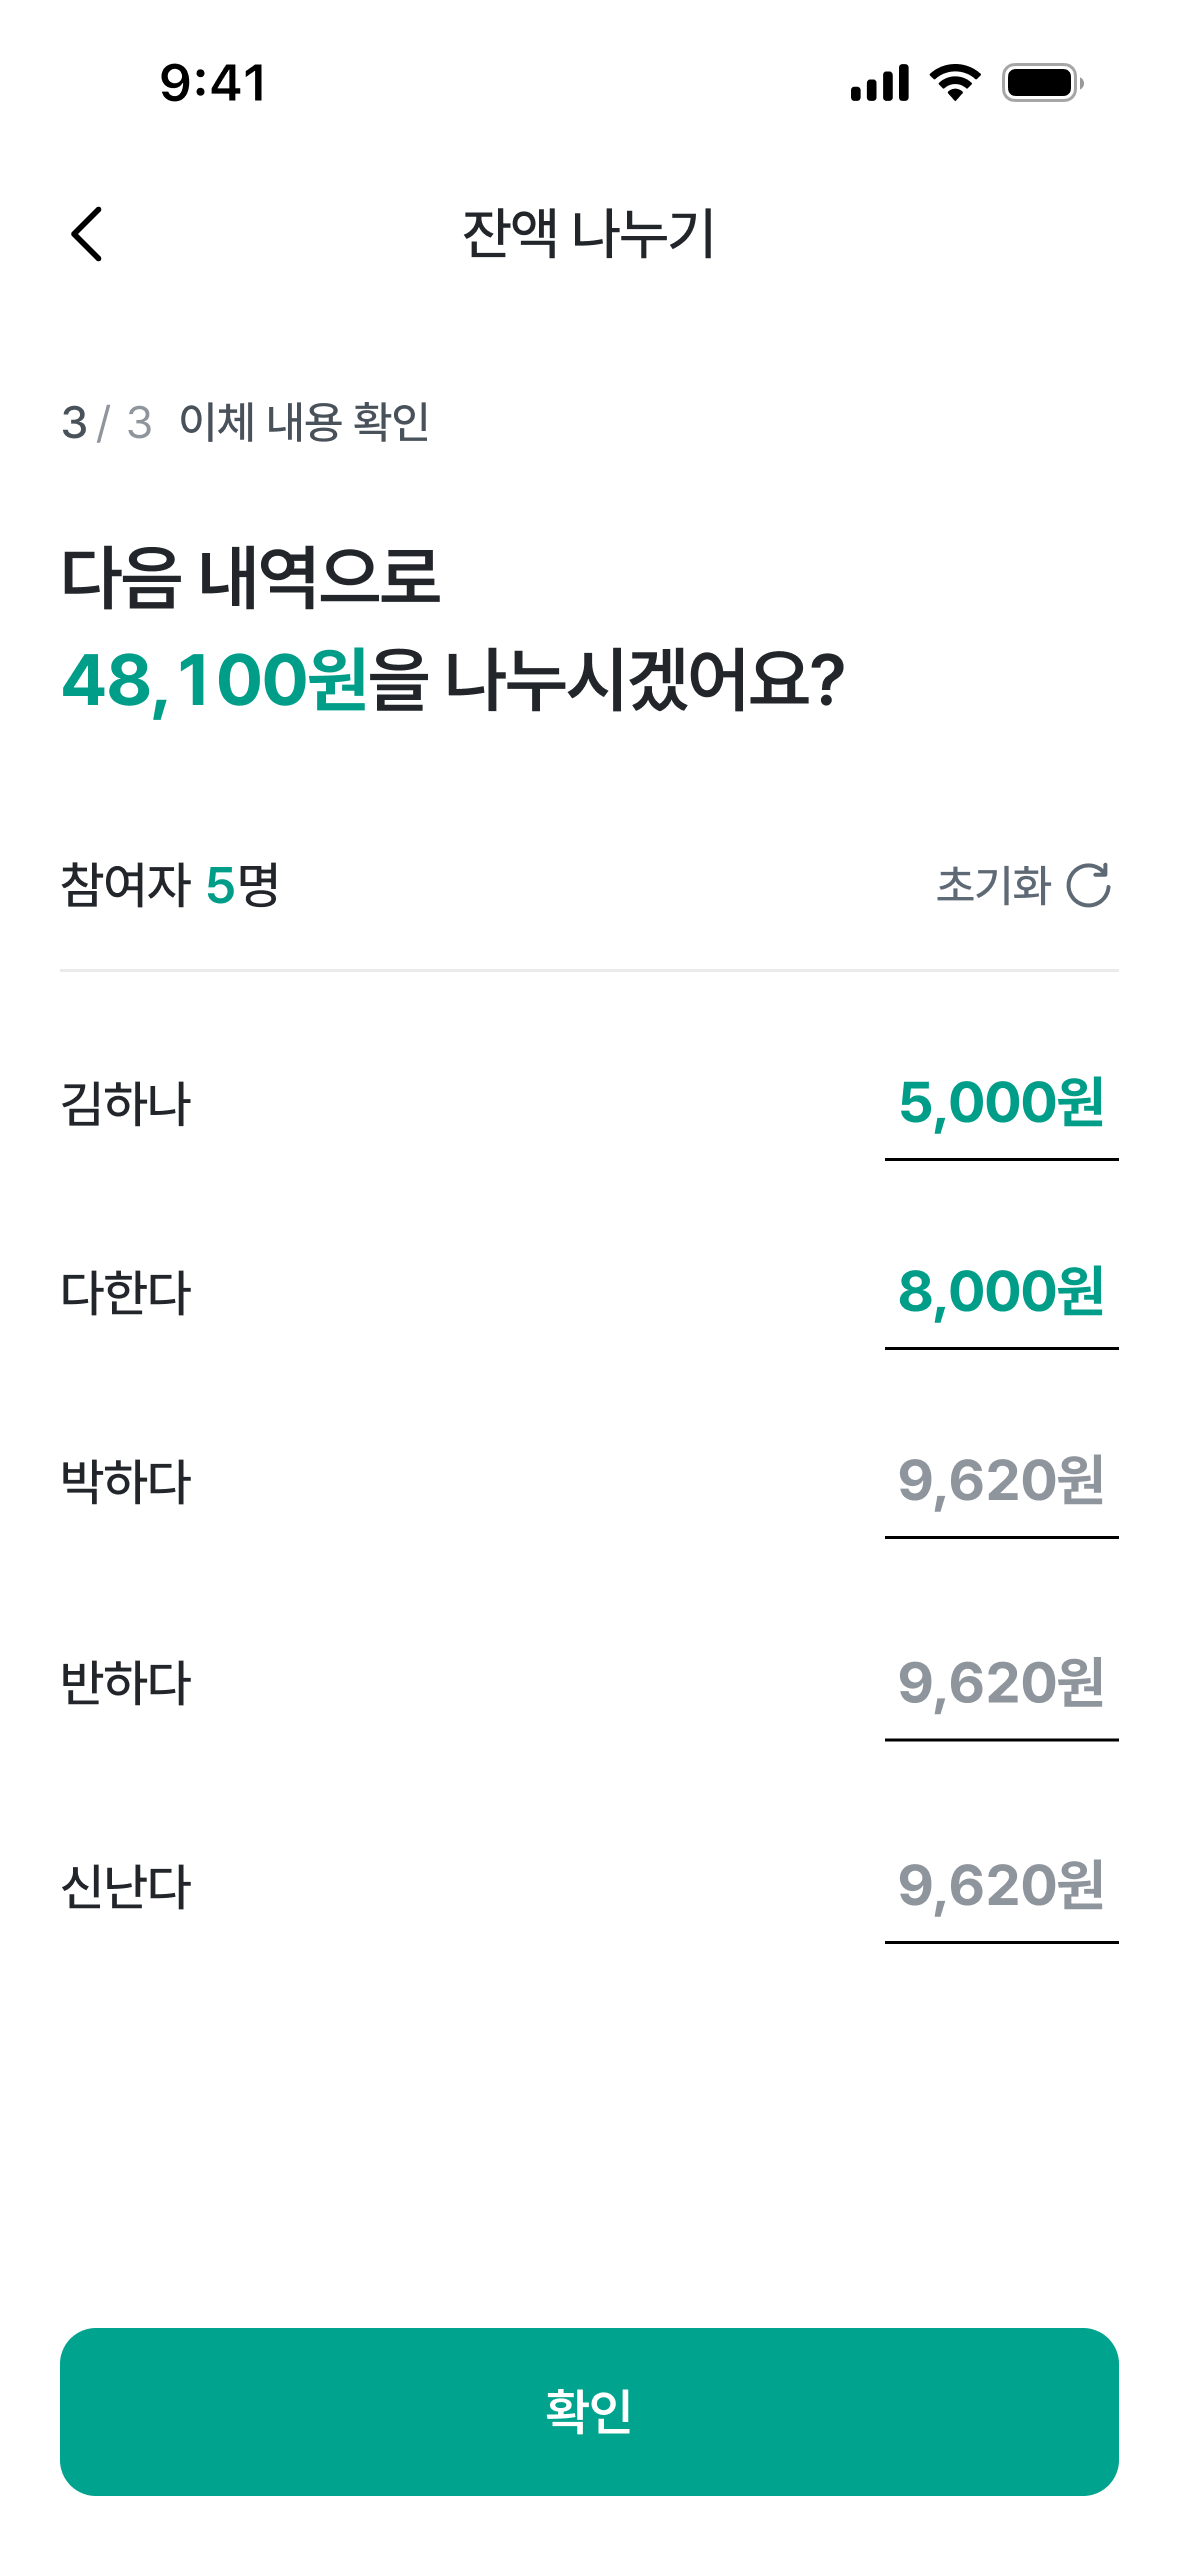 9:41
잔액 나누기
3 / 3 이체 내용 확인
다음 내역으로
48,100원을 나누시겠어요?
참여자 5명 초기화
김하나 5,000원
다한다 8,000원
박하다 9,620원
반하다 9,620원
신난다 9,620원
확인